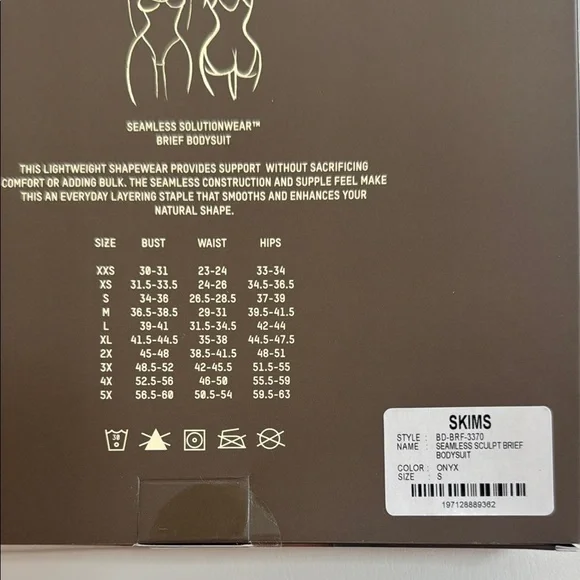 SEAMLESS SOLUTIONWEAR™
BRIEF BODYSUIT
THIS LIGHTWEIGHT SHAPEWEAR PROVIDES SUPPORT WITHOUT SACRIFICING
COMFORT OR ADDING BULK. THE SEAMLESS CONSTRUCTION AND SUPPLE FEEL MAKE
THIS AN EVERYDAY LAYERING STAPLE THAT SMOOTHS AND ENHANCES YOUR
NATURAL SHAPE.
SIZE BUST WAIST HIPS
XXS 30-31 23-24 33-34
XS 31.5-33.5 24-26 34.5-36.5
S 34-36 26.5-28.5 37-39
M 36.5-38.5 29-31 39.5-41.5
L 39-41 31.5-34.5 42-44
XL 41.5-44.5 35-38 44.5-47.5
2X 45-48 38.5-41.5 48-51
3X 48.5-52 42-45.5 51.5-55
4X 52.5-56 46-50 55.5-59
5X 56.5-60 50.5-54 59.5-63
30
SKIMS
STYLE : BD-BRF-3370
NAME : SEAMLESS SCULPT BRIEF
BODYSUIT
COLOR : ONYX
SIZE : S
197128889362